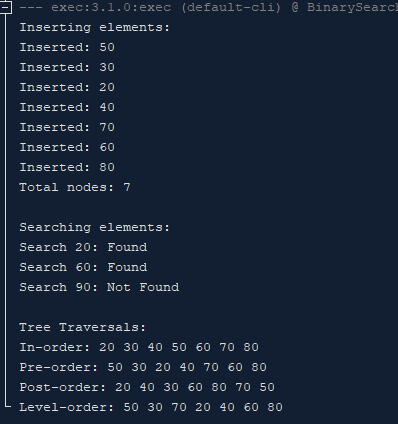 --- exec:3.1.0:exec (default-cli) @ BinarySearch
Inserting elements:
Inserted: 50
Inserted: 30
Inserted: 20
Inserted: 40
Inserted: 70
Inserted: 60
Inserted: 80
Total nodes: 7
Searching elements:
Search 20: Found
Search 60: Found
Search 90: Not Found
Tree Traversals:
In-order: 20 30 40 50 60 70 80
Pre-order: 50 30 20 40 70 60 80
Post-order: 20 40 30 60 80 70 50
Level-order: 50 30 70 20 40 60 80